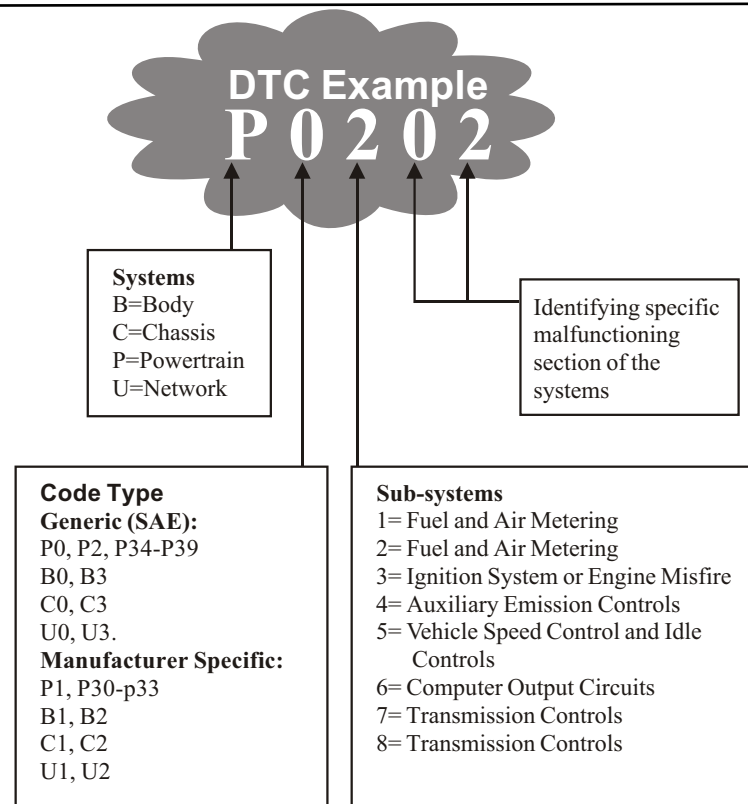 DTC Example
P 0 2 0 2
Systems
B=Body
C=Chassis
P=Powertrain
U=Network
Identifying specific
malfunctioning
section of the
systems
Code Type
Generic (SAE):
P0, P2, P34-P39
B0, B3
C0, C3
U0, U3.
Manufacturer Specific:
P1, P30-p33
B1, B2
C1, C2
U1, U2
Sub-systems
1= Fuel and Air Metering
2= Fuel and Air Metering
3= Ignition System or Engine Misfire
4= Auxiliary Emission Controls
5= Vehicle Speed Control and Idle
Controls
6= Computer Output Circuits
7= Transmission Controls
8= Transmission Controls